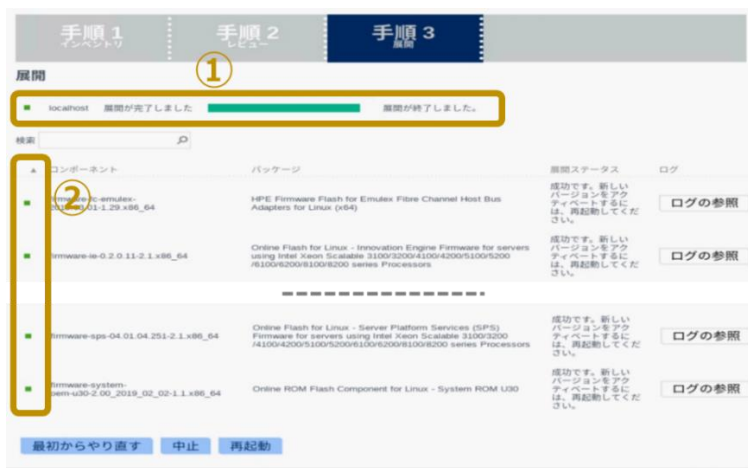 手順 1
インベントリ
手順 2
レビュー
手順 3
展開
①
展開
localhost 展開が完了しました 展開が終了しました。
検索
②
コンポーネント パッケージ 展開ステータス ログ
firmware-fc-emulex-
HPE Firmware Flash for Emulex Fibre Channel Host Bus
Adapters for Linux (x64)
成功です。新しい
バージョンをアク
ティベートするに
は、再起動してくだ
さい。
ログの参照
firmware-ie-0.2.0.11-2.1.x86_64
Online Flash for Linux - Innovation Engine Firmware for servers
using Intel Xeon Scalable 3100/3200/4100/4200/5100/5200
/6100/6200/8100/8200 series Processors
成功です。新しい
バージョンをアク
ティベートするに
は、再起動してくだ
さい。
ログの参照
firmware-sps-04.01.04.251-2.1.x86_64
Online Flash for Linux - Server Platform Services (SPS)
Firmware for servers using Intel Xeon Scalable 3100/3200
/4100/4200/5100/5200/6100/6200/8100/8200 series Processors
成功です。新しい
バージョンをアク
ティベートするに
は、再起動してくだ
さい。
ログの参照
firmware-system-
-u30-2.00_2019_02_02-1.1.x86_64
Online ROM Flash Component for Linux - System ROM U30
成功です。新しい
バージョンをアク
ティベートするに
は、再起動してくだ
さい。
ログの参照
最初からやり直す 中止 再起動